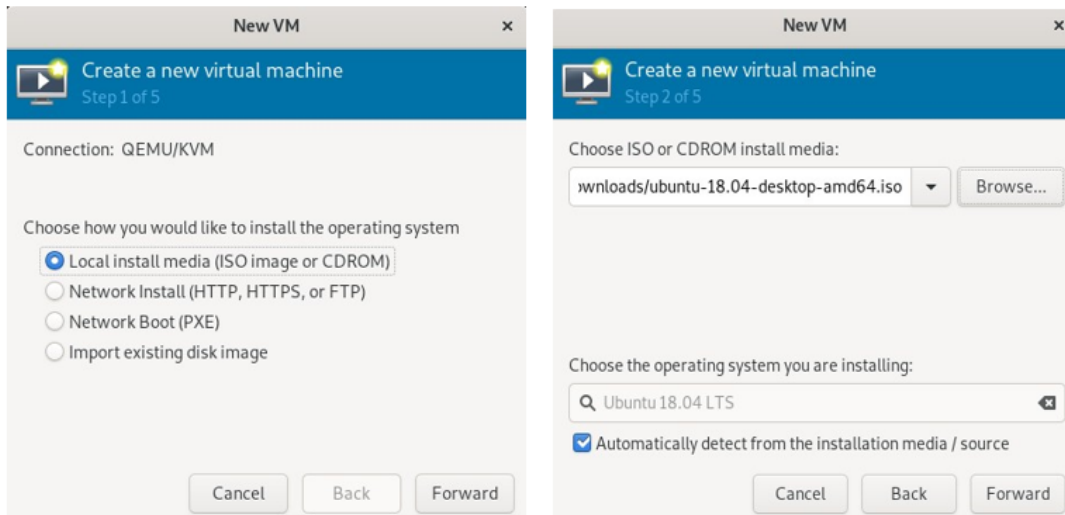 New VM
Create a new virtual machine
Step 1 of 5
Connection: QEMU/KVM
Choose how you would like to install the operating system
Local install media (ISO image or CDROM)
Network Install (HTTP, HTTPS, or FTP)
Network Boot (PXE)
Import existing disk image
Cancel Back Forward
New VM
Create a new virtual machine
Step 2 of 5
Choose ISO or CDROM install media:
ownloads/ubuntu-18.04-desktop-amd64.iso Browse...
Choose the operating system you are installing:
Ubuntu 18.04 LTS
Automatically detect from the installation media / source
Cancel Back Forward